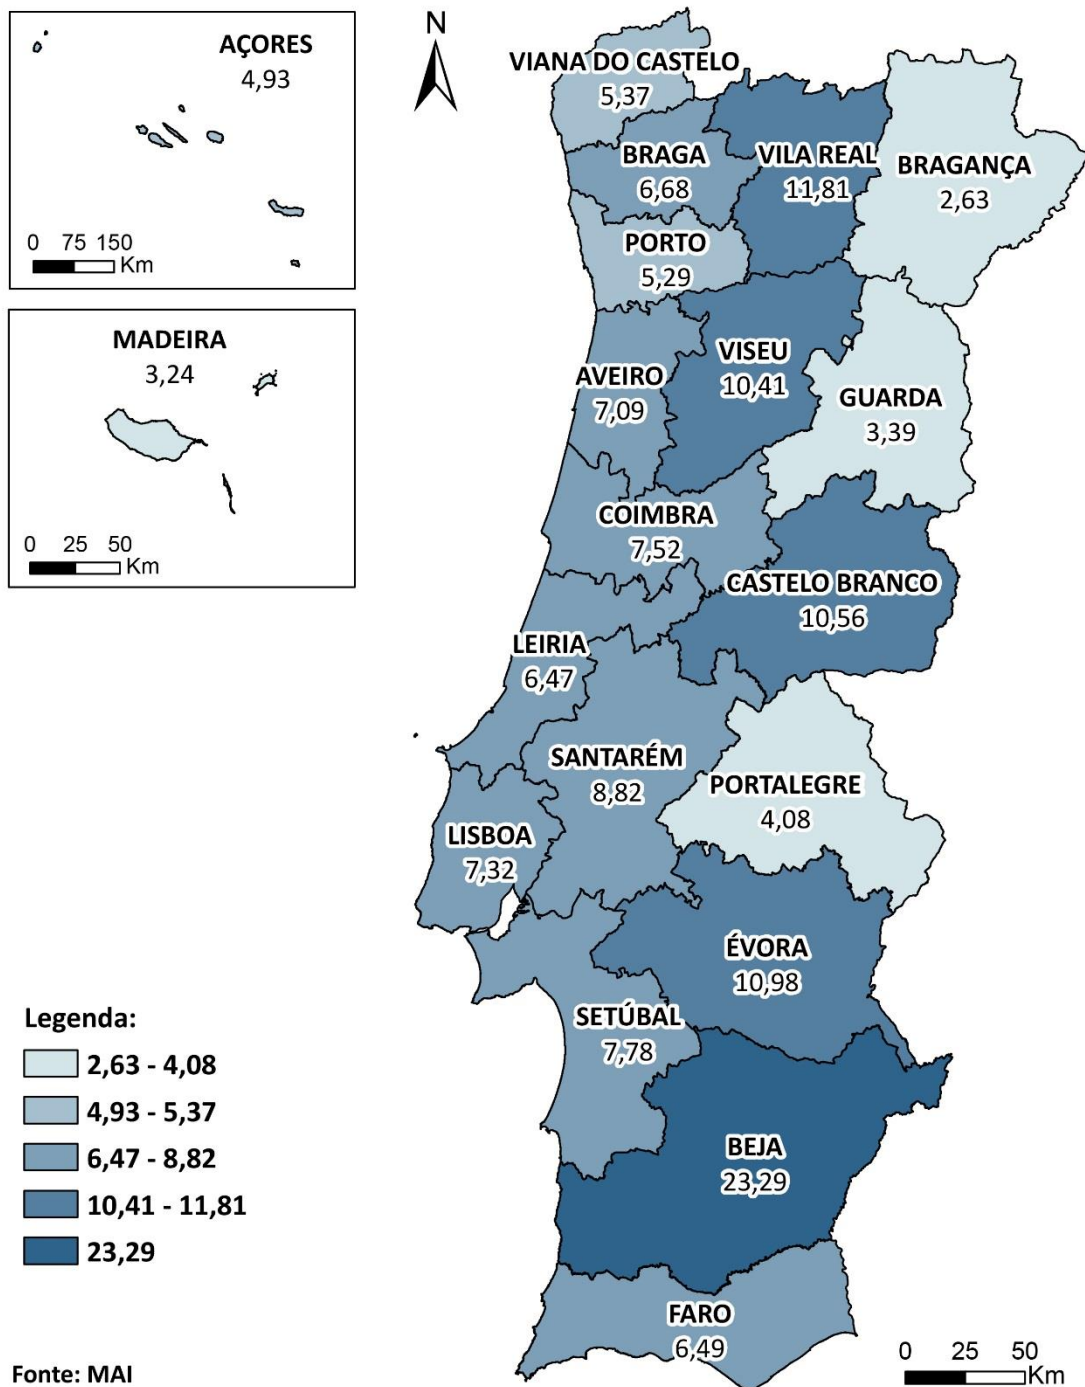 AÇORES
4,93
0 75 150
Km
MADEIRA
3,24
0 25 50
Km
N
VIANA DO CASTELO
5,37
BRAGA
6,68
VILA REAL
11,81
BRAGANÇA
2,63
PORTO
5,29
VISEU
10,41
AVEIRO
7,09
GUARDA
3,39
COIMBRA
7,52
CASTELO BRANCO
10,56
LEIRIA
6,47
SANTARÉM
8,82
PORTALEGRE
4,08
LISBOA
7,32
ÉVORA
10,98
SETÚBAL
7,78
BEJA
23,29
FARO
6,49
Legenda:
2,63 - 4,08
4,93 - 5,37
6,47 - 8,82
10,41 - 11,81
23,29
Fonte: MAI
0 25 50
Km